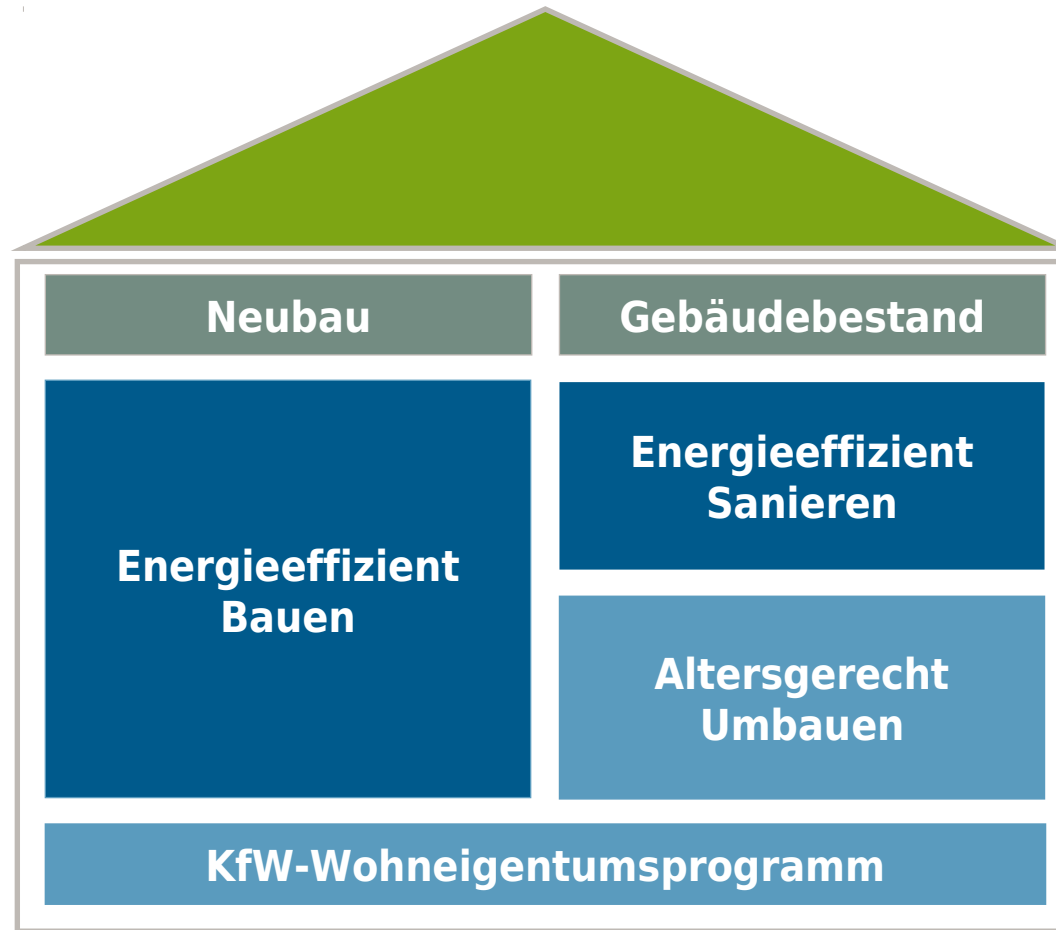 Neubau
Gebäudebestand
Energieeffizient
Bauen
Energieeffizient
Sanieren
Altersgerecht
Umbauen
KfW-Wohneigentumsprogramm